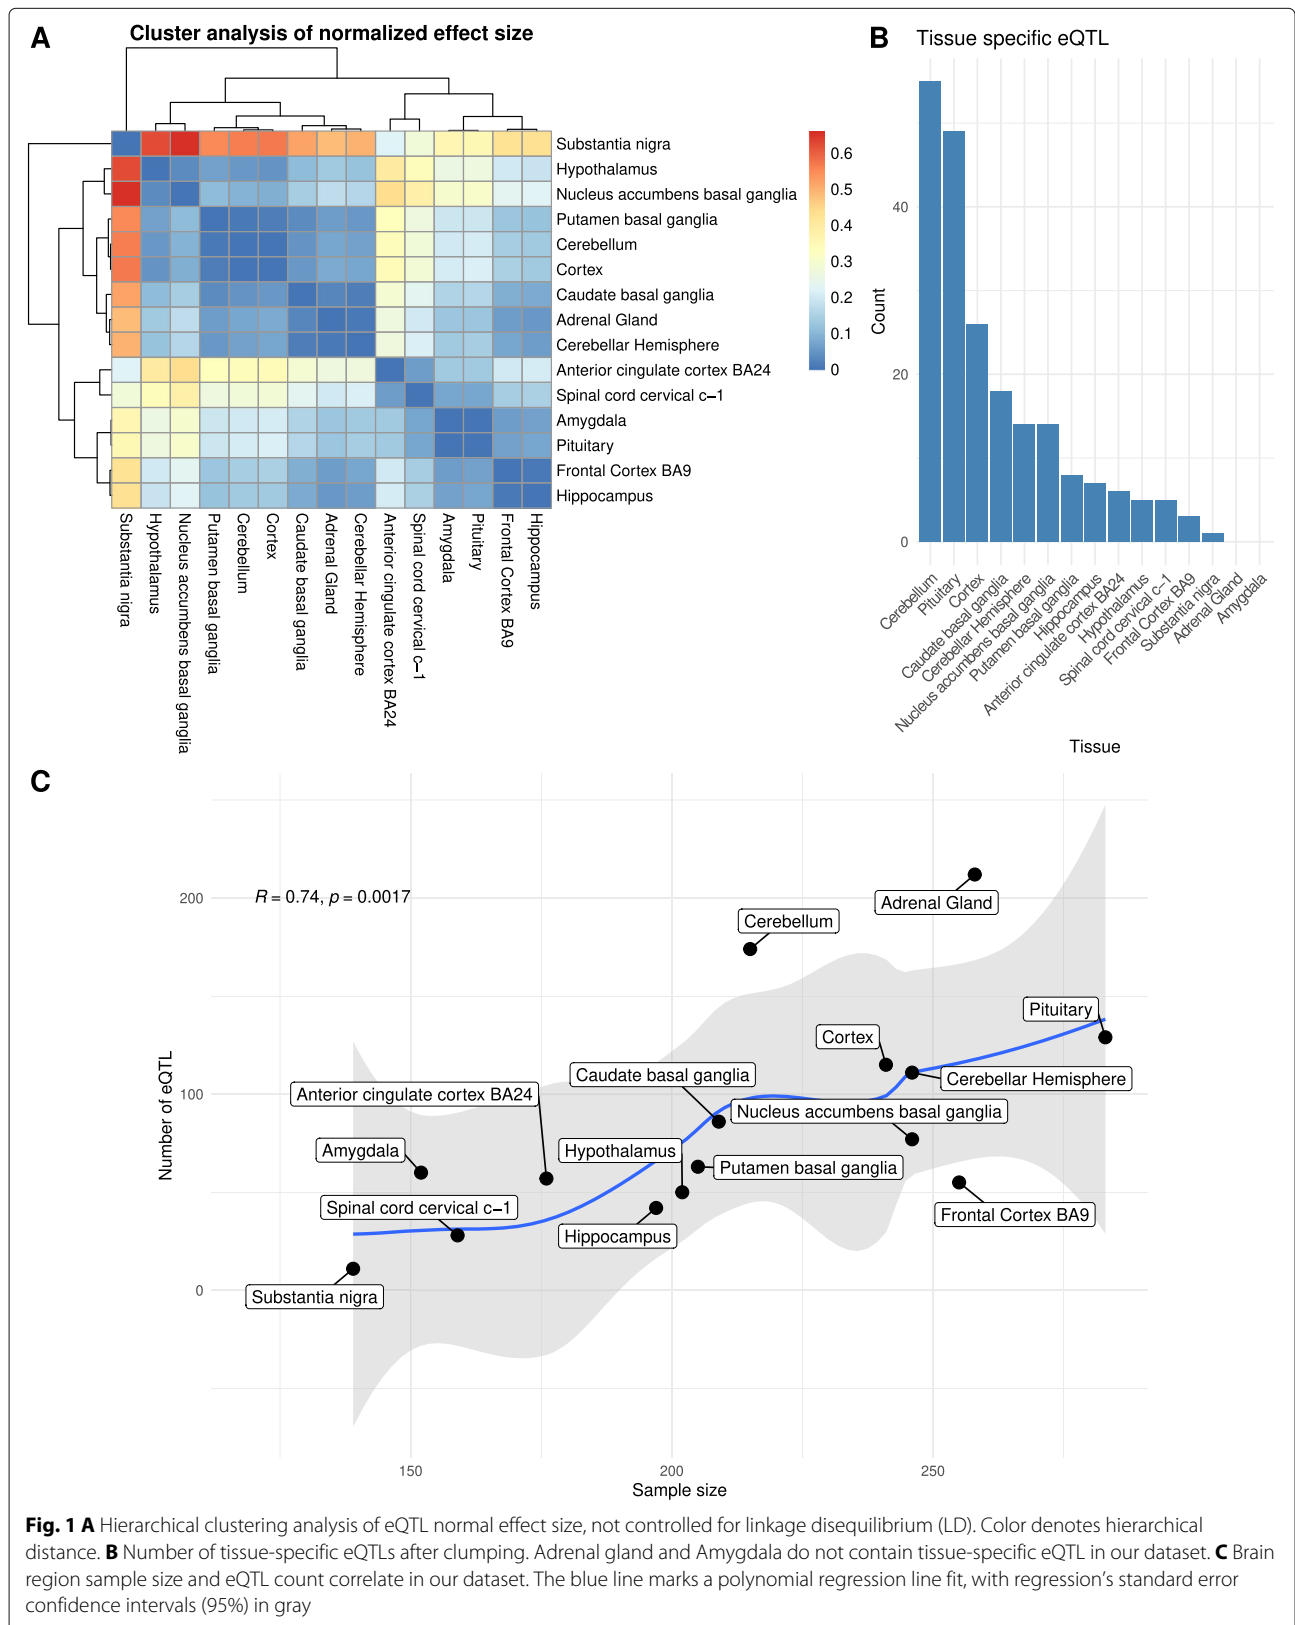 A
Cluster analysis of normalized effect size
Substantia nigra
Hypothalamus
Nucleus accumbens basal ganglia
Putamen basal ganglia
Cerebellum
Cortex
Caudate basal ganglia
Adrenal Gland
Cerebellar Hemisphere
Anterior cingulate cortex BA24
Spinal cord cervical c−1
Amygdala
Pituitary
Frontal Cortex BA9
Hippocampus
Substantia nigra
Hypothalamus
Nucleus accumbens basal ganglia
Putamen basal ganglia
Cerebellum
Cortex
Caudate basal ganglia
Adrenal Gland
Cerebellar Hemisphere
Anterior cingulate cortex BA24
Spinal cord cervical c−1
Amygdala
Pituitary
Frontal Cortex BA9
Hippocampus
0.6
0.5
0.4
0.3
0.2
0.1
0
B
Tissue specific eQTL
Count
40
20
0
Cerebellum
Pituitary
Cortex
Caudate basal ganglia
Cerebellar Hemisphere
Nucleus accumbens basal ganglia
Putamen basal ganglia
Hippocampus
Anterior cingulate cortex BA24
Hypothalamus
Spinal cord cervical c−1
Frontal Cortex BA9
Substantia nigra
Adrenal Gland
Amygdala
Tissue
C
R = 0.74, p = 0.0017
Number of eQTL
200
100
0
Adrenal Gland
Cerebellum
Pituitary
Cortex
Caudate basal ganglia
Cerebellar Hemisphere
Anterior cingulate cortex BA24
Nucleus accumbens basal ganglia
Amygdala
Hypothalamus
Putamen basal ganglia
Spinal cord cervical c−1
Frontal Cortex BA9
Hippocampus
Substantia nigra
150
200
250
Sample size
Fig. 1 A Hierarchical clustering analysis of eQTL normal effect size, not controlled for linkage disequilibrium (LD). Color denotes hierarchical
distance. B Number of tissue-specific eQTLs after clumping. Adrenal gland and Amygdala do not contain tissue-specific eQTL in our dataset. C Brain
region sample size and eQTL count correlate in our dataset. The blue line marks a polynomial regression line fit, with regression's standard error
confidence intervals (95%) in gray